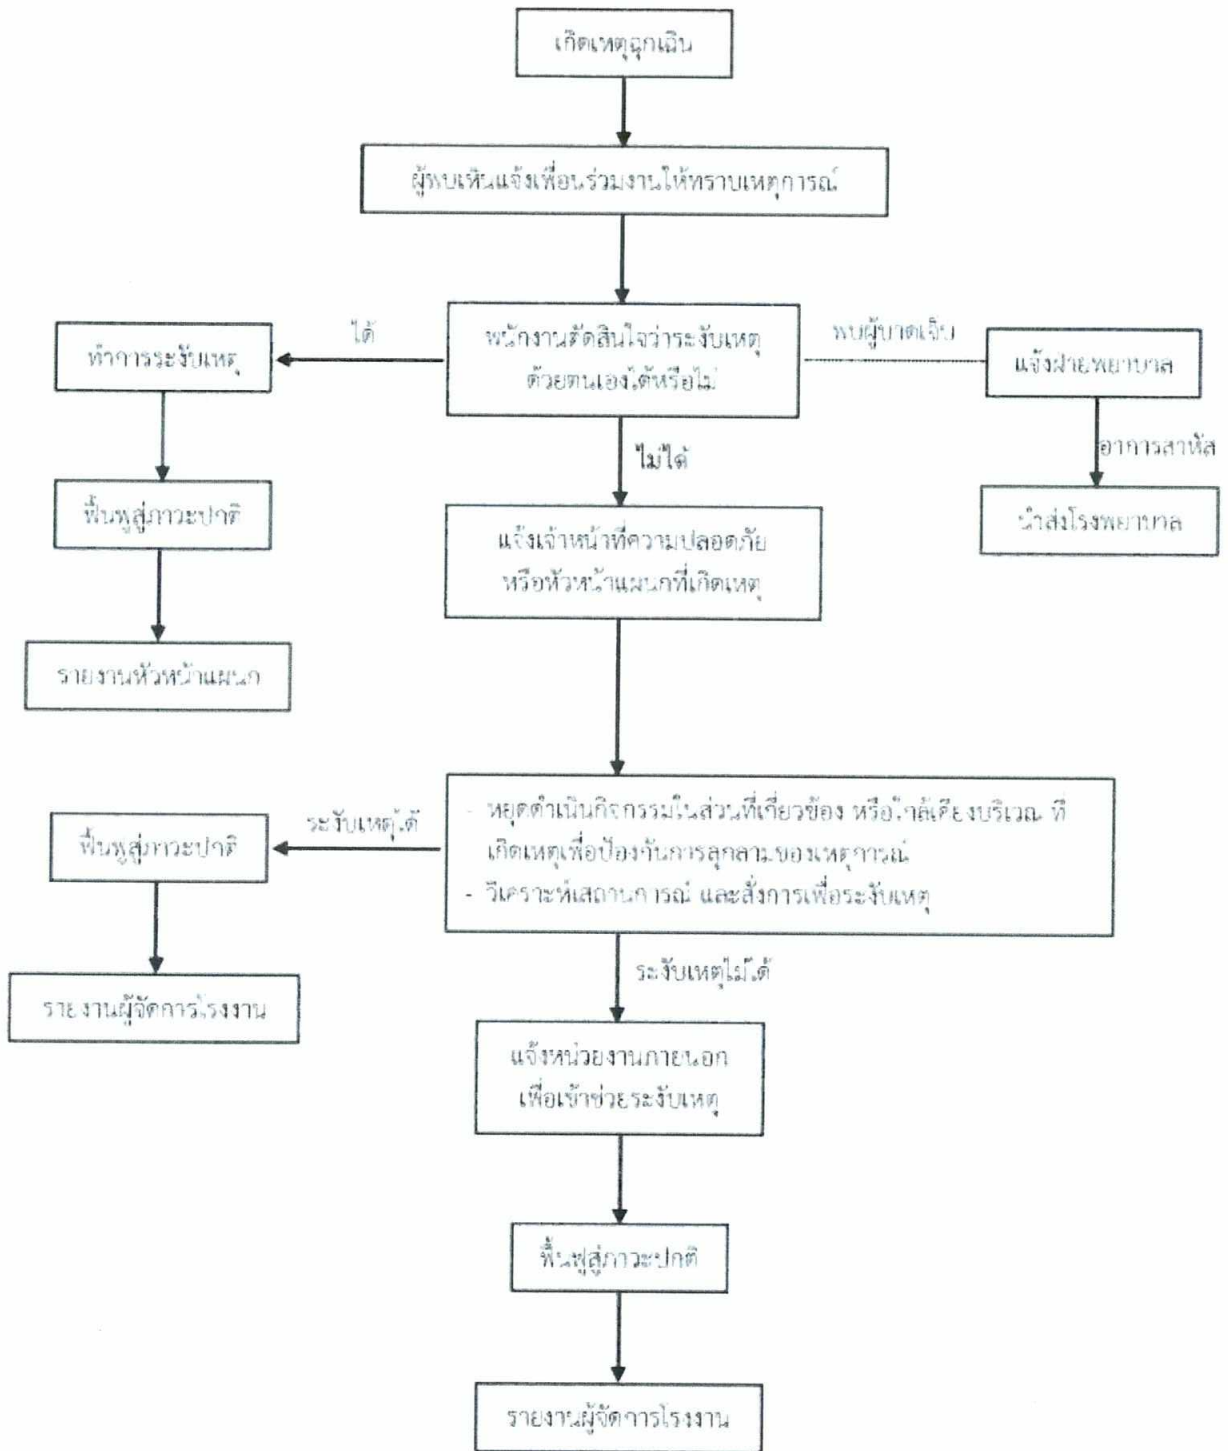 เกิดเหตุฉุกเฉิน
ผู้พบเห็นแจ้งเพื่อนร่วมงานให้ทราบเหตุการณ์
พนักงานตัดสินใจว่าระงับเหตุ
ด้วยตนเองได้หรือไม่
ได้
ทำการระงับเหตุ
ฟื้นฟูสู่ภาวะปกติ
รายงานหัวหน้าแผนก
พบผู้บาดเจ็บ
แจ้งฝ่ายพยาบาล
อาการสาหัส
นำส่งโรงพยาบาล
ไม่ได้
แจ้งเจ้าหน้าที่ความปลอดภัย
หรือหัวหน้าแผนกที่เกิดเหตุ
- หยุดดำเนินกิจกรรมในส่วนที่เกี่ยวข้อง หรือใกล้เคียงบริเวณ ที่
เกิดเหตุเพื่อป้องกันการลุกลามของเหตุการณ์
- วิเคราะห์สถานการณ์ และสั่งการเพื่อระงับเหตุ
ระงับเหตุได้
ฟื้นฟูสู่ภาวะปกติ
รายงานผู้จัดการโรงงาน
ระงับเหตุไม่ได้
แจ้งหน่วยงานภายนอก
เพื่อเข้าช่วยระงับเหตุ
ฟื้นฟูสู่ภาวะปกติ
รายงานผู้จัดการโรงงาน